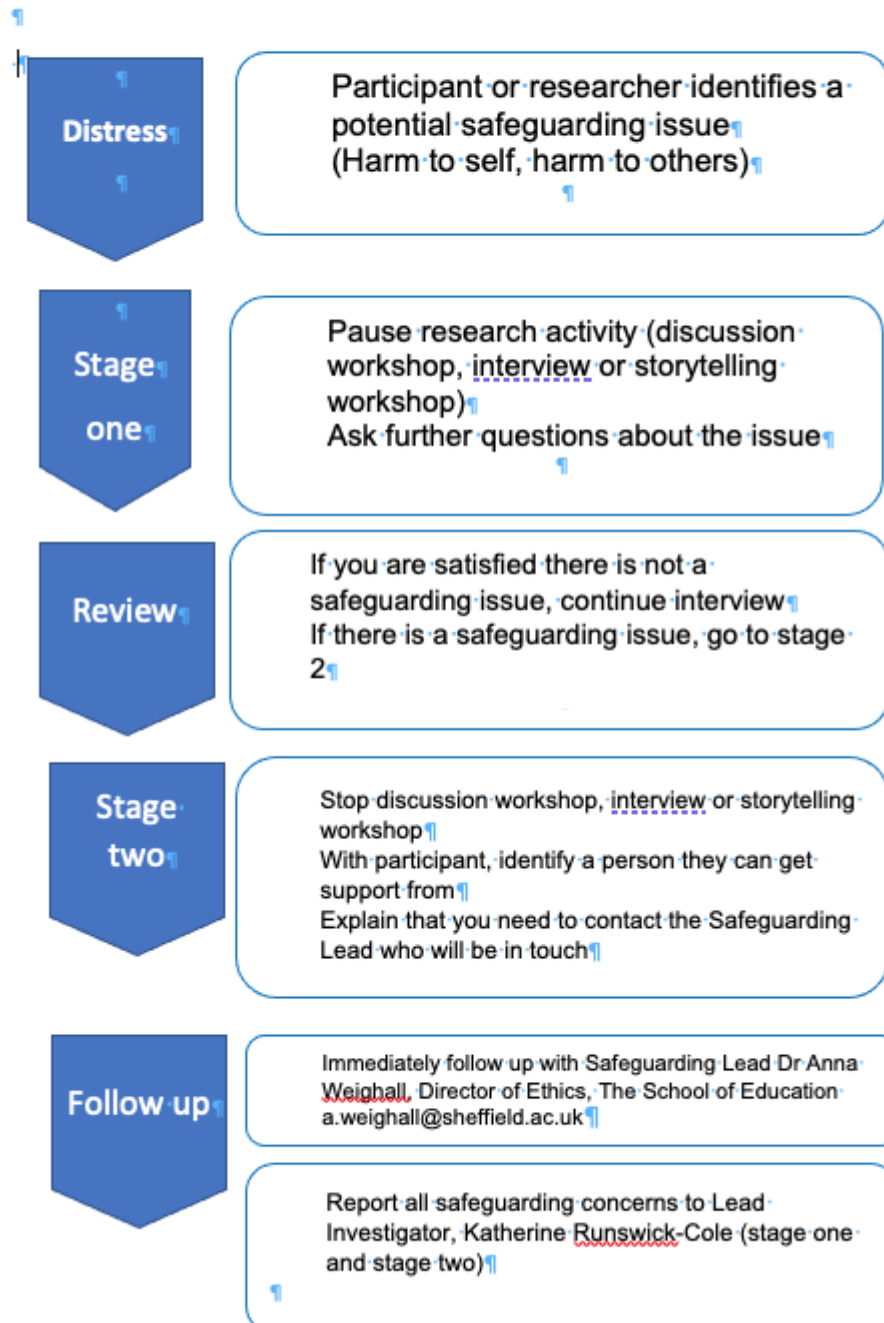 Distress
Participant or researcher identifies a
potential safeguarding issue
(Harm to self, harm to others)
Stage
one
Pause research activity (discussion
workshop, interview or storytelling
workshop)
Ask further questions about the issue
Review
If you are satisfied there is not a
safeguarding issue, continue interview
If there is a safeguarding issue, go to stage
2
Stage
two
Stop discussion workshop, interview or storytelling
workshop
With participant, identify a person they can get
support from
Explain that you need to contact the Safeguarding
Lead who will be in touch
Follow up
Immediately follow up with Safeguarding Lead Dr Anna
Weighall, Director of Ethics, The School of Education
a.weighall@sheffield.ac.uk
Report all safeguarding concerns to Lead
Investigator, Katherine Runswick-Cole (stage one
and stage two)